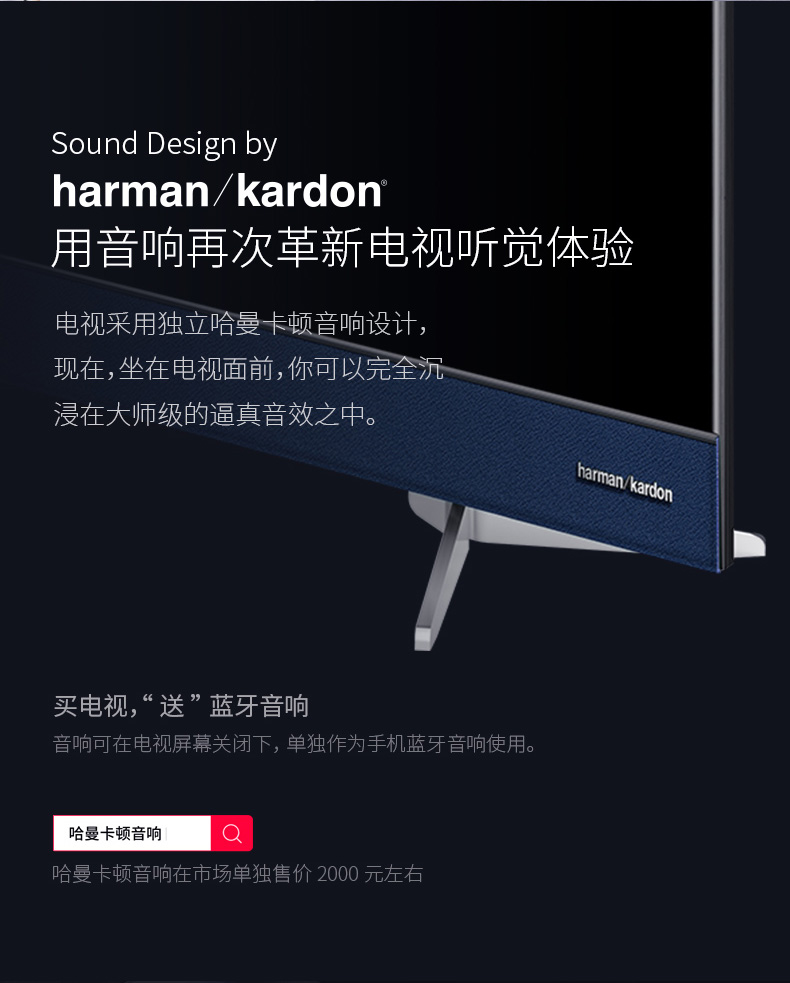 Sound Design by
harman/kardon®
用音响再次革新电视听觉体验
电视采用独立哈曼卡顿音响设计，
现在，坐在电视面前，你可以完全沉
浸在大师级的逼真音效之中。
harman/kardon
买电视，“送”蓝牙音响
音响可在电视屏幕关闭下，单独作为手机蓝牙音响使用。
哈曼卡顿音响
哈曼卡顿音响在市场单独售价 2000 元左右